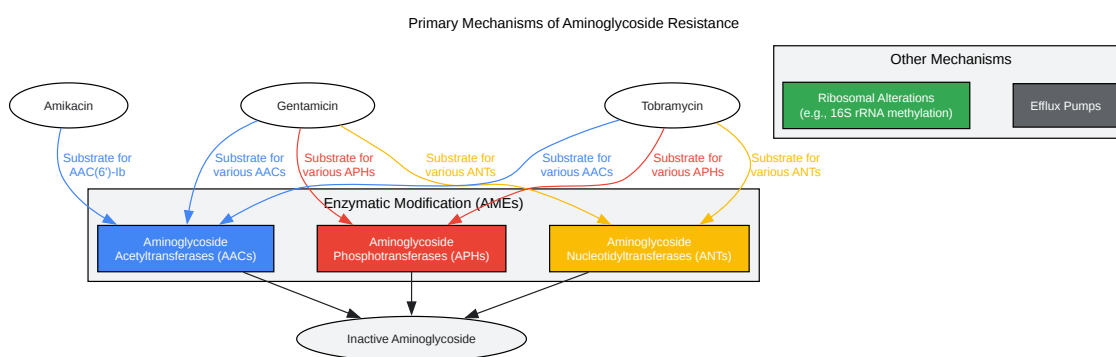 Primary Mechanisms of Aminoglycoside Resistance
Other Mechanisms
Ribosomal Alterations
(e.g., 16S rRNA methylation)
Efflux Pumps
Amikacin
Gentamicin
Tobramycin
Substrate for
AAC(6')-Ib
Substrate for
various AACs
Substrate for
various APHs
Substrate for
various ANTs
Substrate for
various AACs
Substrate for
various APHs
Substrate for
various ANTs
Enzymatic Modification (AMEs)
Aminoglycoside
Acetyltransferases (AACs)
Aminoglycoside
Phosphotransferases (APHs)
Aminoglycoside
Nucleotidyltransferases (ANTs)
Inactive Aminoglycoside